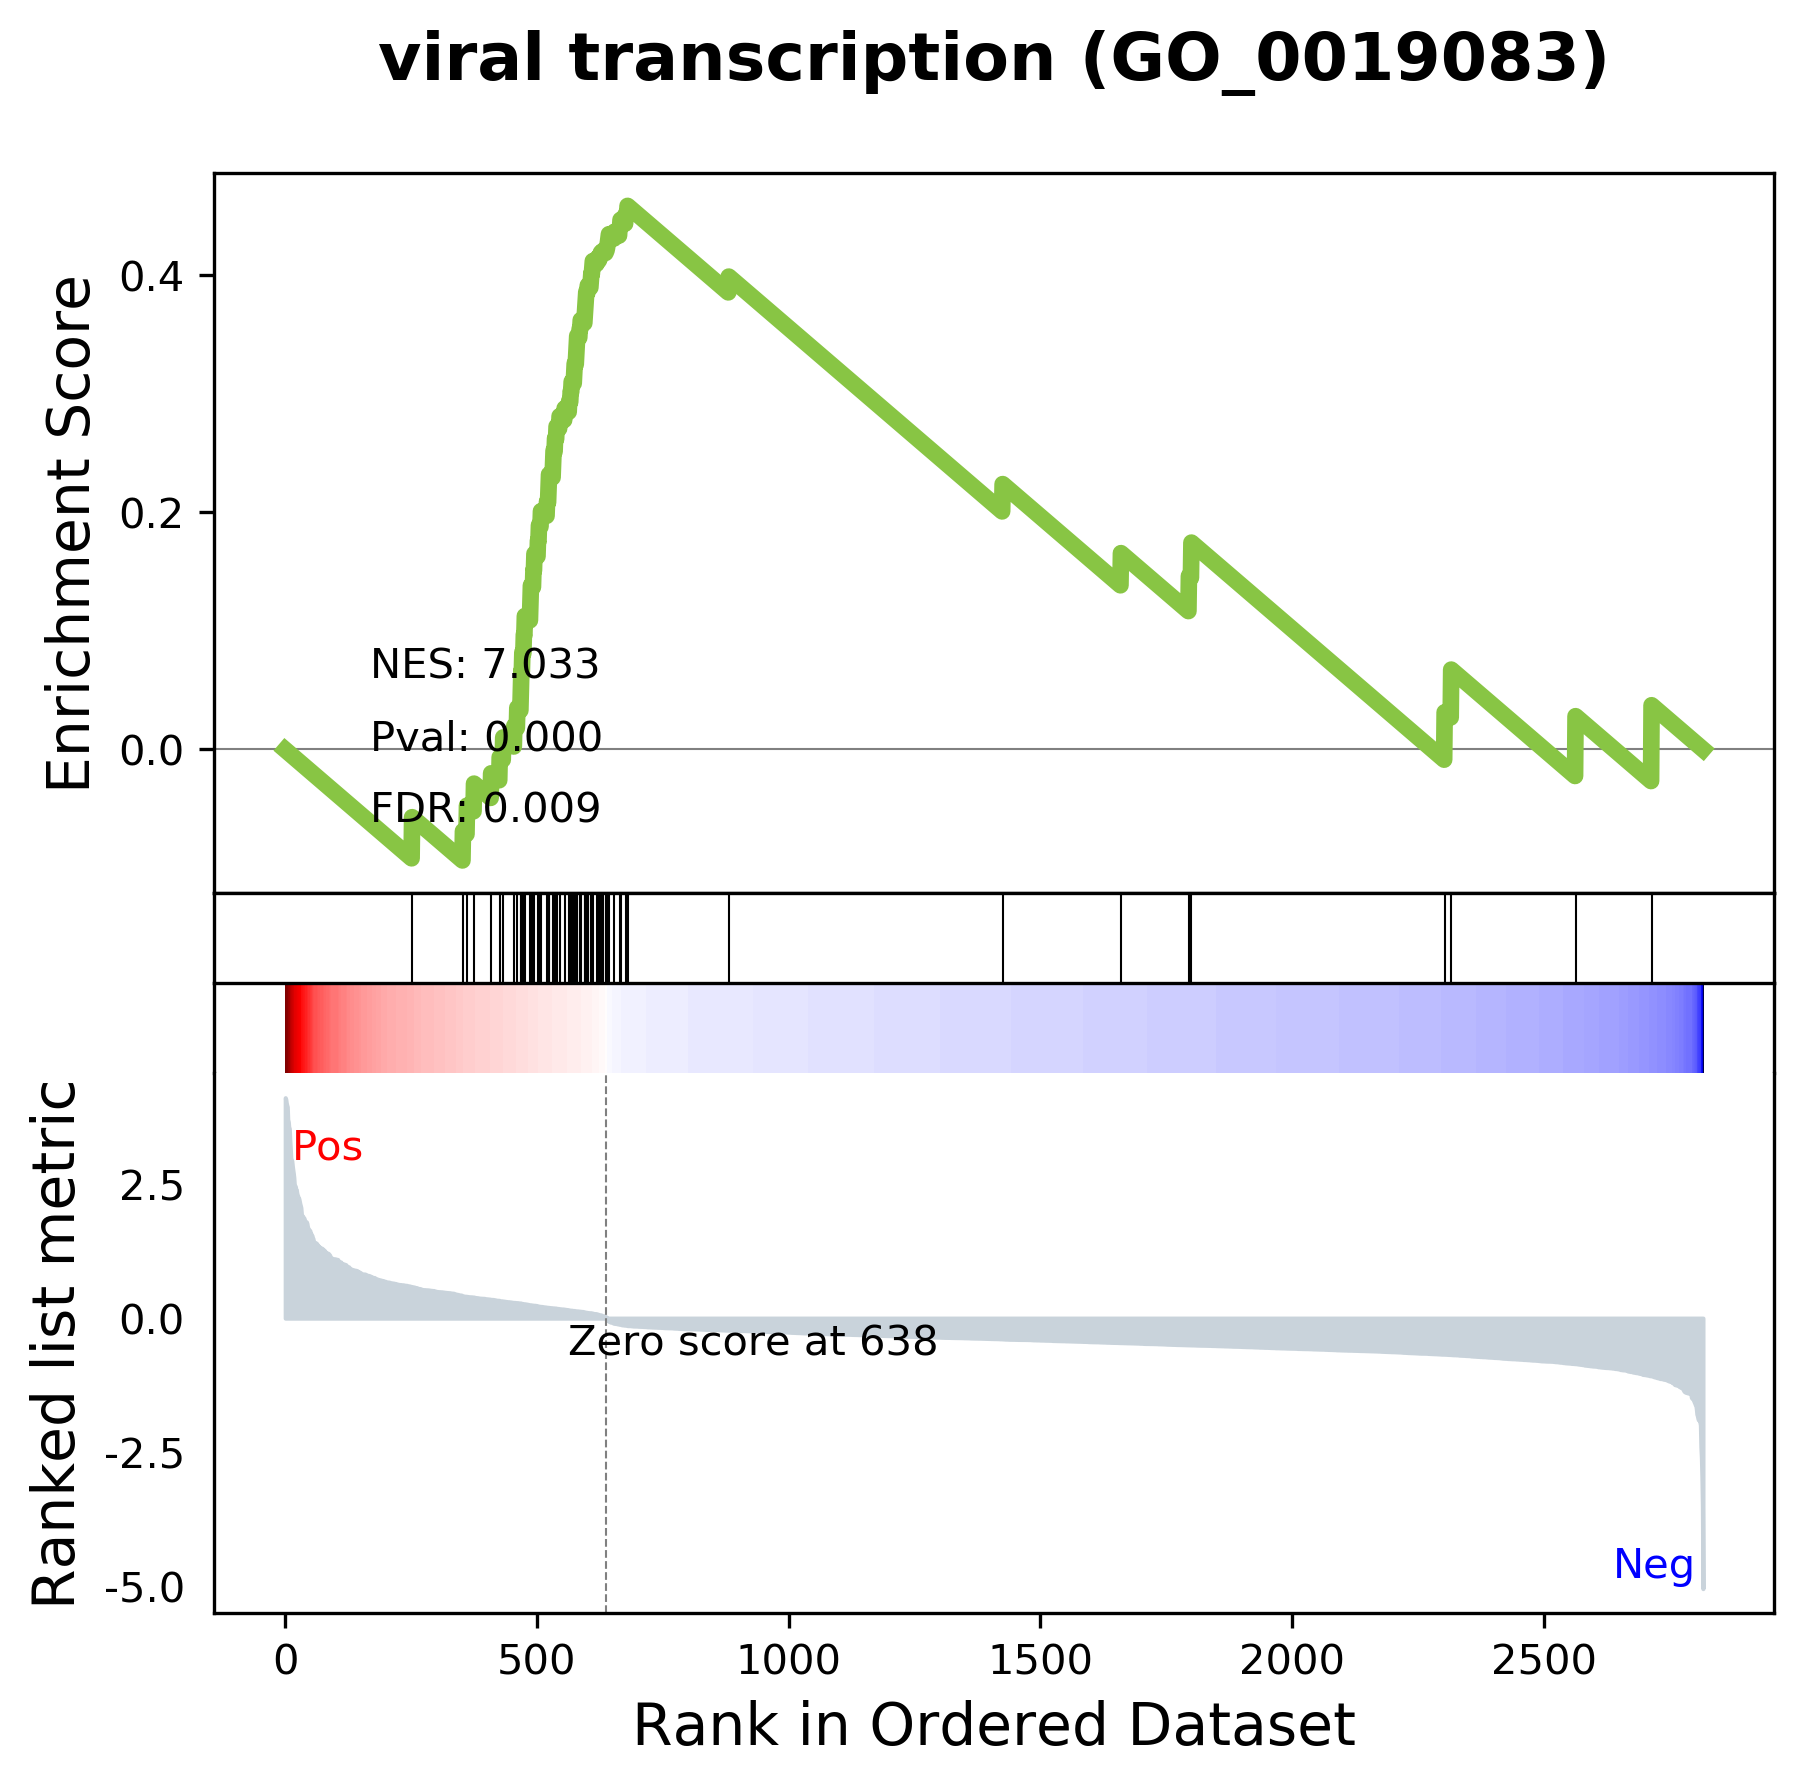 viral transcription (GO_0019083)
Enrichment Score
0.4
0.2
0.0
NES: 7.033
Pval: 0.000
FDR: 0.009
Ranked list metric
Pos
2.5
0.0
Zero score at 638
-2.5
-5.0
Neg
0 500 1000 1500 2000 2500
Rank in Ordered Dataset